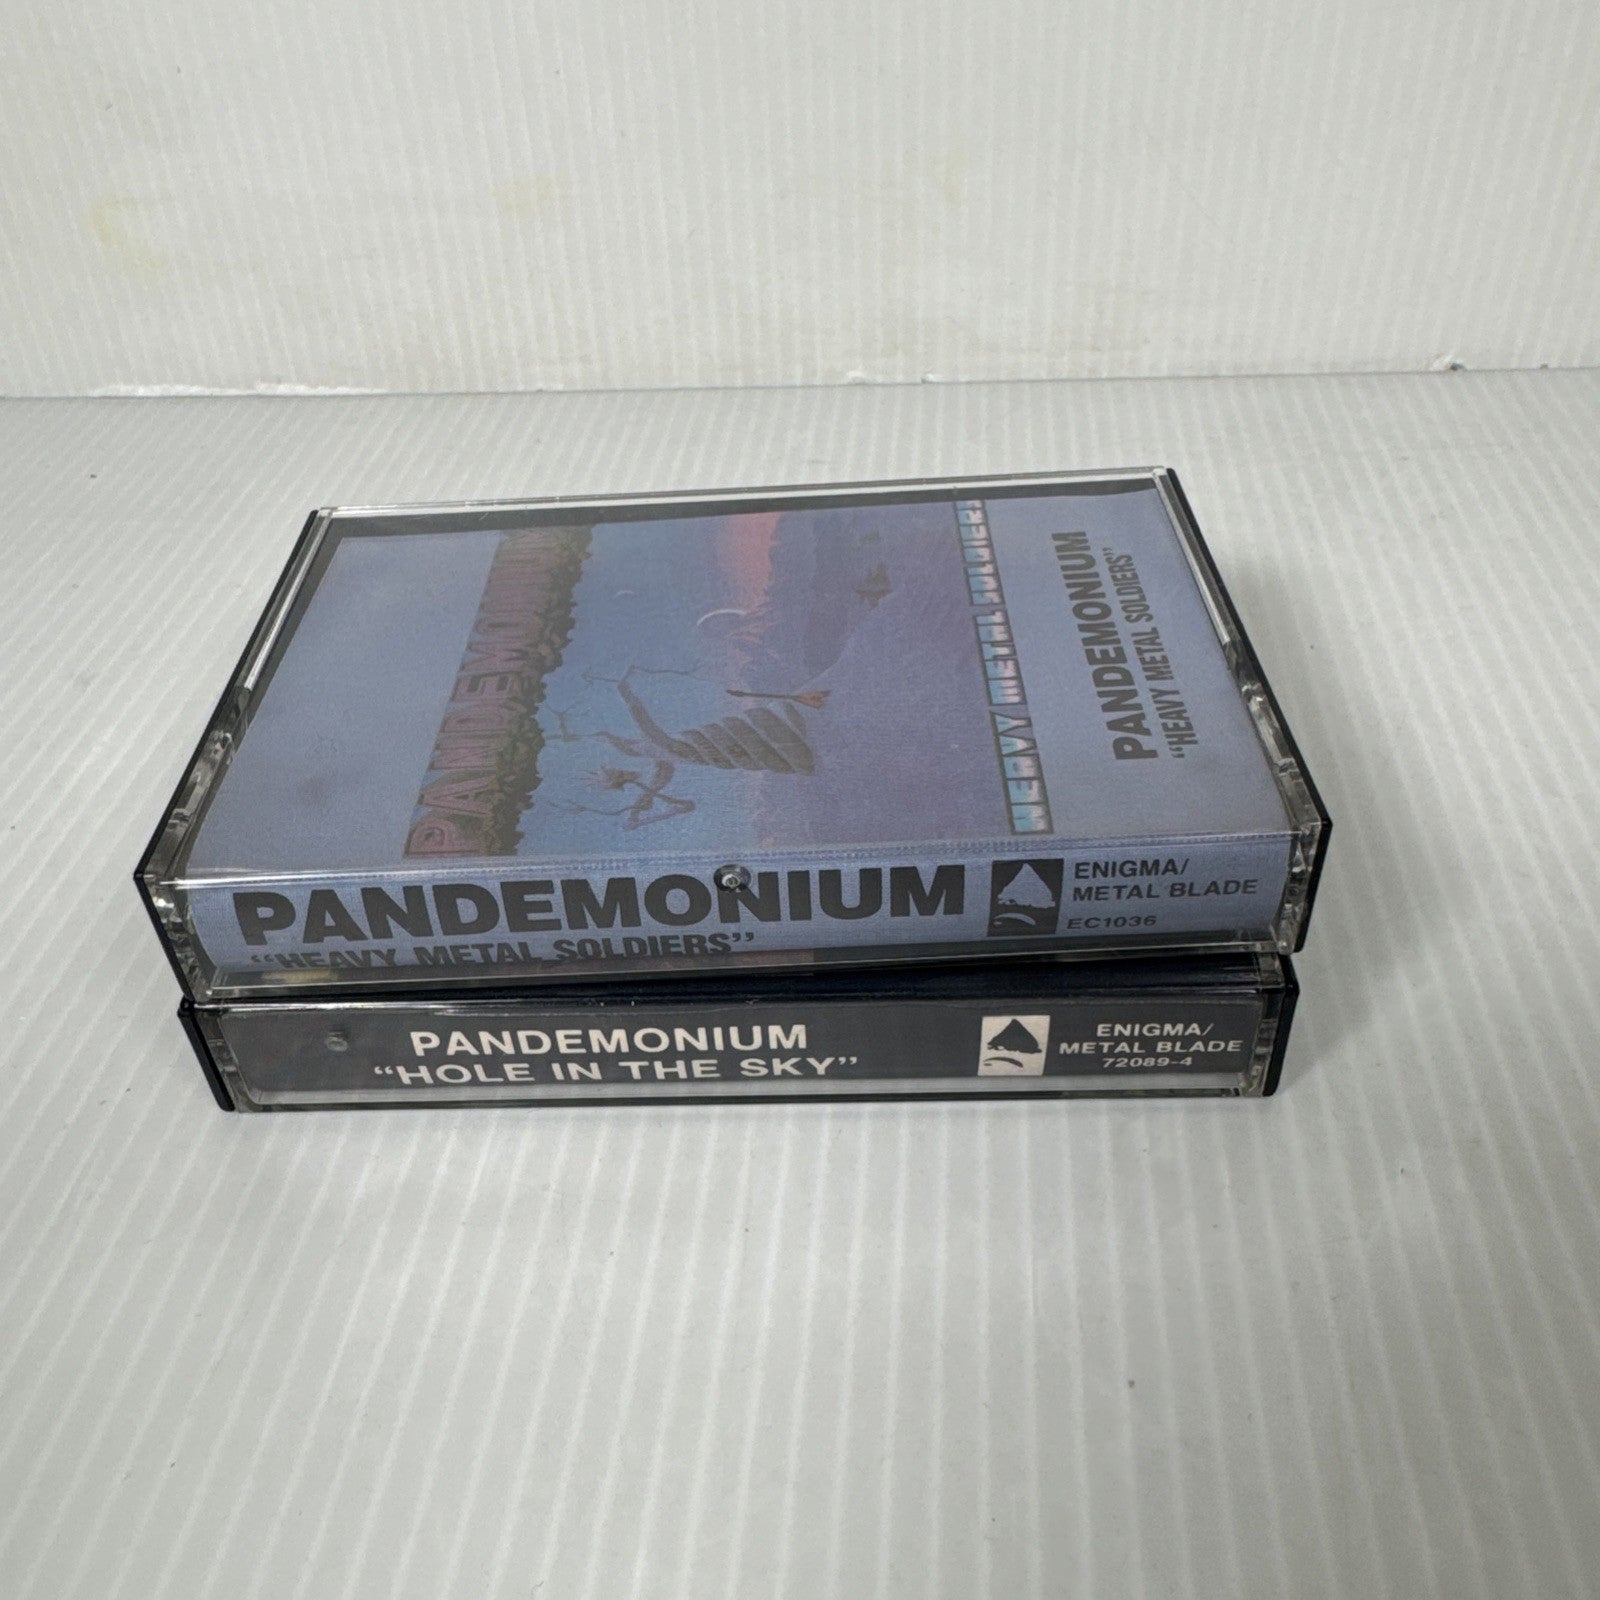 PANDEMONIUM
HEAVY METAL SOLDIERS
PANDEMONIUM
"HEAVY METAL SOLDIERS"
PANDEMONIUM
"HEAVY METAL SOLDIERS"
ENIGMA/
METAL BLADE
EC1036
PANDEMONIUM
"HOLE IN THE SKY"
ENIGMA/
METAL BLADE
72089-4